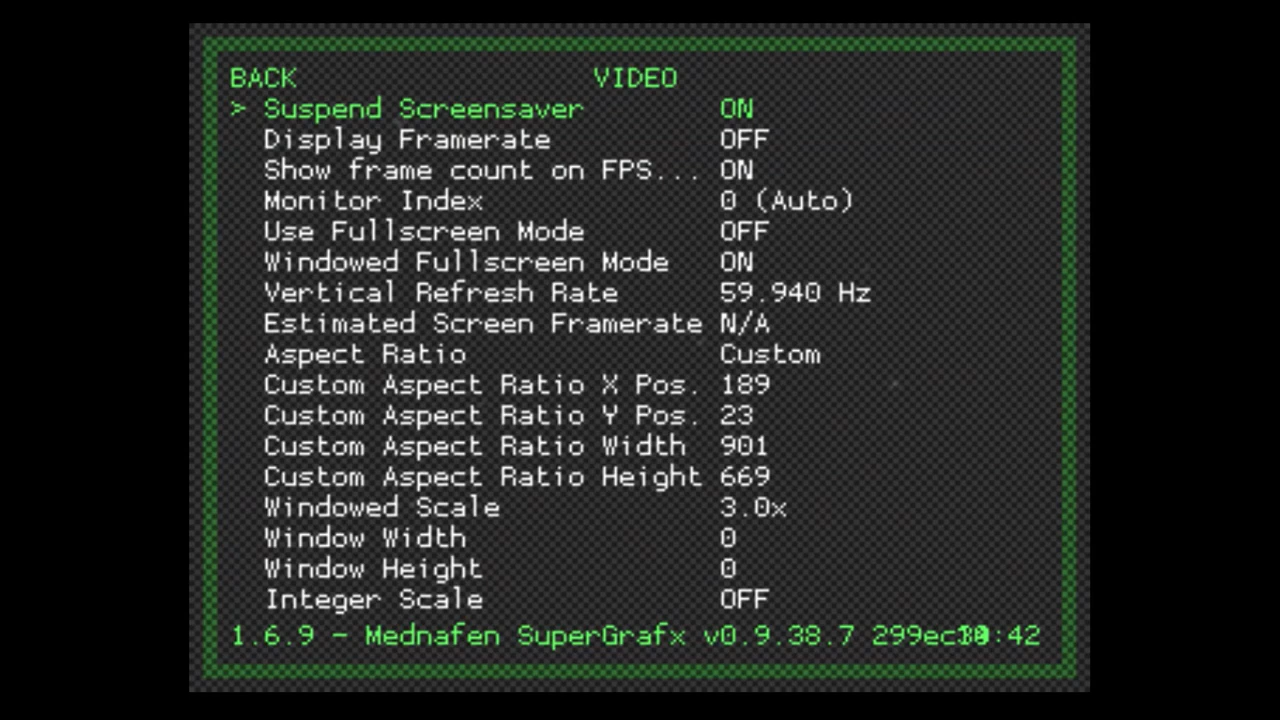 BACK VIDEO
> Suspend Screensaver ON
Display Framerate OFF
Show frame count on FPS... ON
Monitor Index 0 (Auto)
Use Fullscreen Mode OFF
Windowed Fullscreen Mode ON
Vertical Refresh Rate 59.940 Hz
Estimated Screen Framerate N/A
Aspect Ratio Custom
Custom Aspect Ratio X Pos. 189
Custom Aspect Ratio Y Pos. 23
Custom Aspect Ratio Width 901
Custom Aspect Ratio Height 669
Windowed Scale 3.0x
Window Width 0
Window Height 0
Integer Scale OFF
1.6.9 - Mednafen SuperGrafx v0.9.38.7